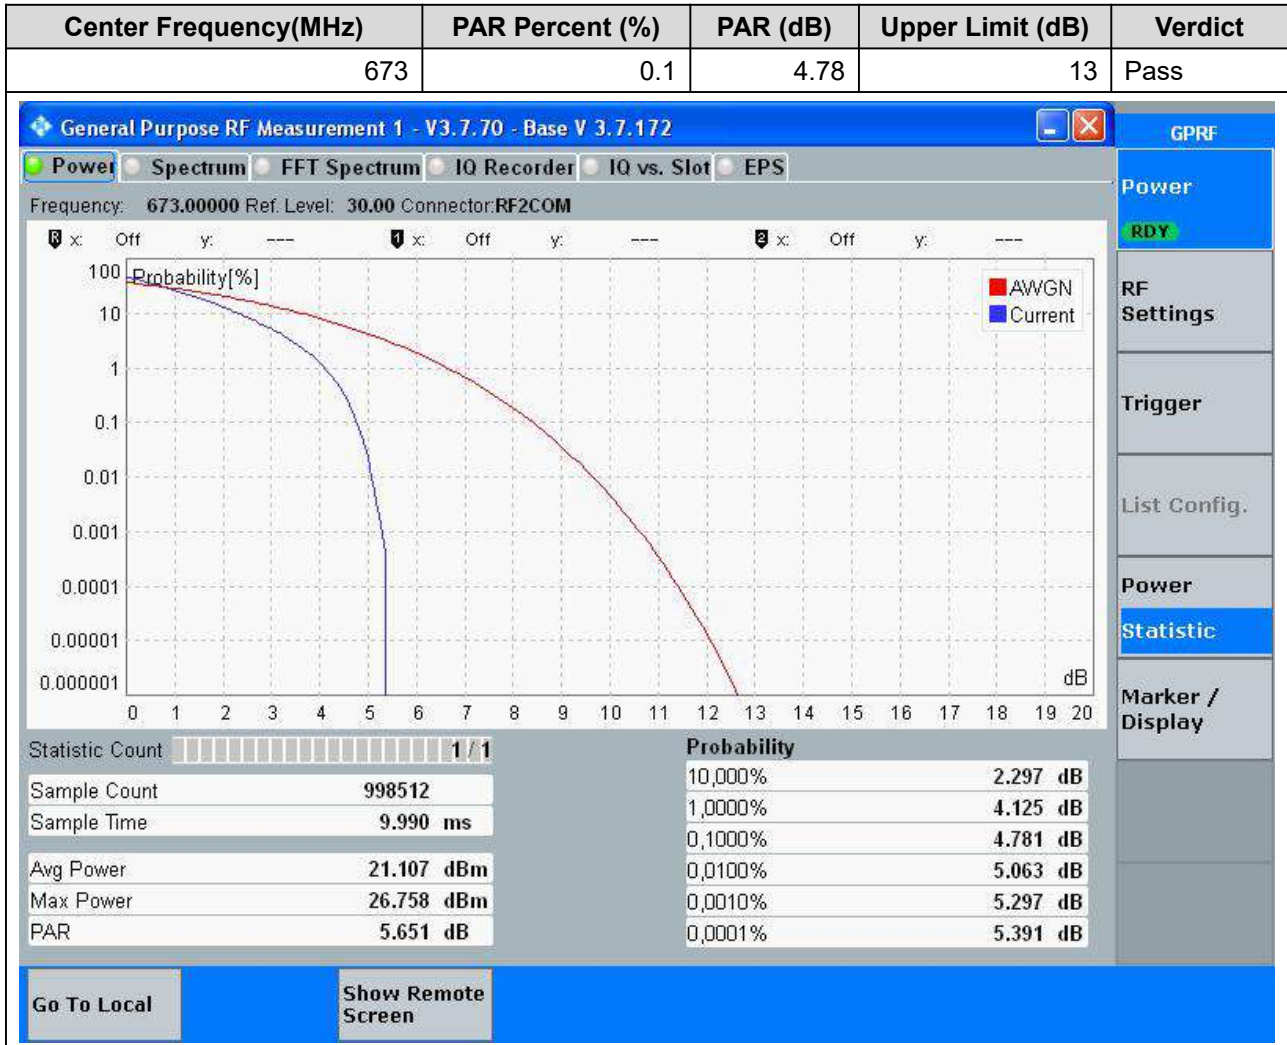 Center Frequency(MHz) PAR Percent (%) PAR (dB) Upper Limit (dB) Verdict
673 0.1 4.78 13 Pass
General Purpose RF Measurement 1 - V3.7.70 - Base V 3.7.172
GPRF
Power Spectrum FFT Spectrum IQ Recorder IQ vs. Slot EPS
Frequency: 673.00000 Ref. Level: 30.00 Connector:RF2COM
R x: Off y: --- 1 x: Off y: --- 2 x: Off y: ---
Probability[%]
AWGN
Current
100
10
1
0.1
0.01
0.001
0.0001
0.00001
0.000001
dB
0 1 2 3 4 5 6 7 8 9 10 11 12 13 14 15 16 17 18 19 20
Statistic Count 1 / 1
Sample Count 998512
Sample Time 9.990 ms
Avg Power 21.107 dBm
Max Power 26.758 dBm
PAR 5.651 dB
Probability
10,000% 2.297 dB
1,0000% 4.125 dB
0,1000% 4.781 dB
0,0100% 5.063 dB
0,0010% 5.297 dB
0,0001% 5.391 dB
Power
RDY
RF
Settings
Trigger
List Config.
Power
Statistic
Marker /
Display
Go To Local
Show Remote
Screen